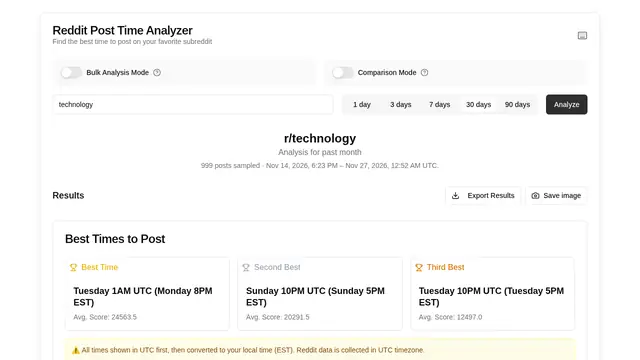 Reddit Post Time Analyzer
Find the best time to post on your favorite subreddit
Bulk Analysis Mode
Comparison Mode
technology
1 day
3 days
7 days
30 days
90 days
Analyze
r/technology
Analysis for past month
999 posts sampled · Nov 14, 2026, 6:23 PM – Nov 27, 2026, 12:52 AM UTC.
Results
Export Results
Save image
Best Times to Post
Best Time
Tuesday 1AM UTC (Monday 8PM
EST)
Avg. Score: 24563.5
Second Best
Sunday 10PM UTC (Sunday 5PM
EST)
Avg. Score: 20291.5
Third Best
Tuesday 10PM UTC (Tuesday 5PM
EST)
Avg. Score: 12497.0
⚠️ All times shown in UTC first, then converted to your local time (EST). Reddit data is collected in UTC timezone.